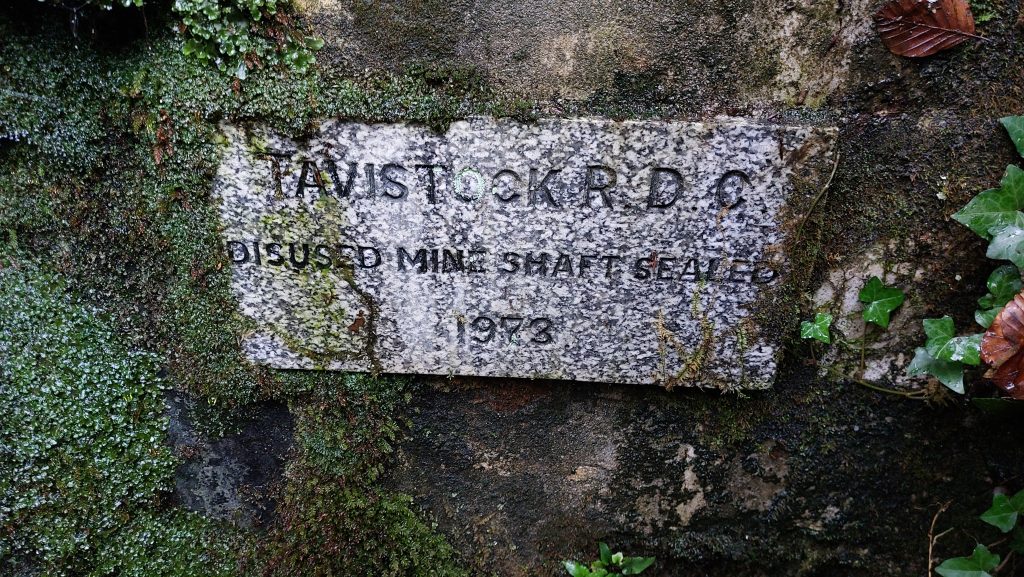 TAVISTOCK R.D.C.
DISUSED MINE SHAFT SEALED
1973